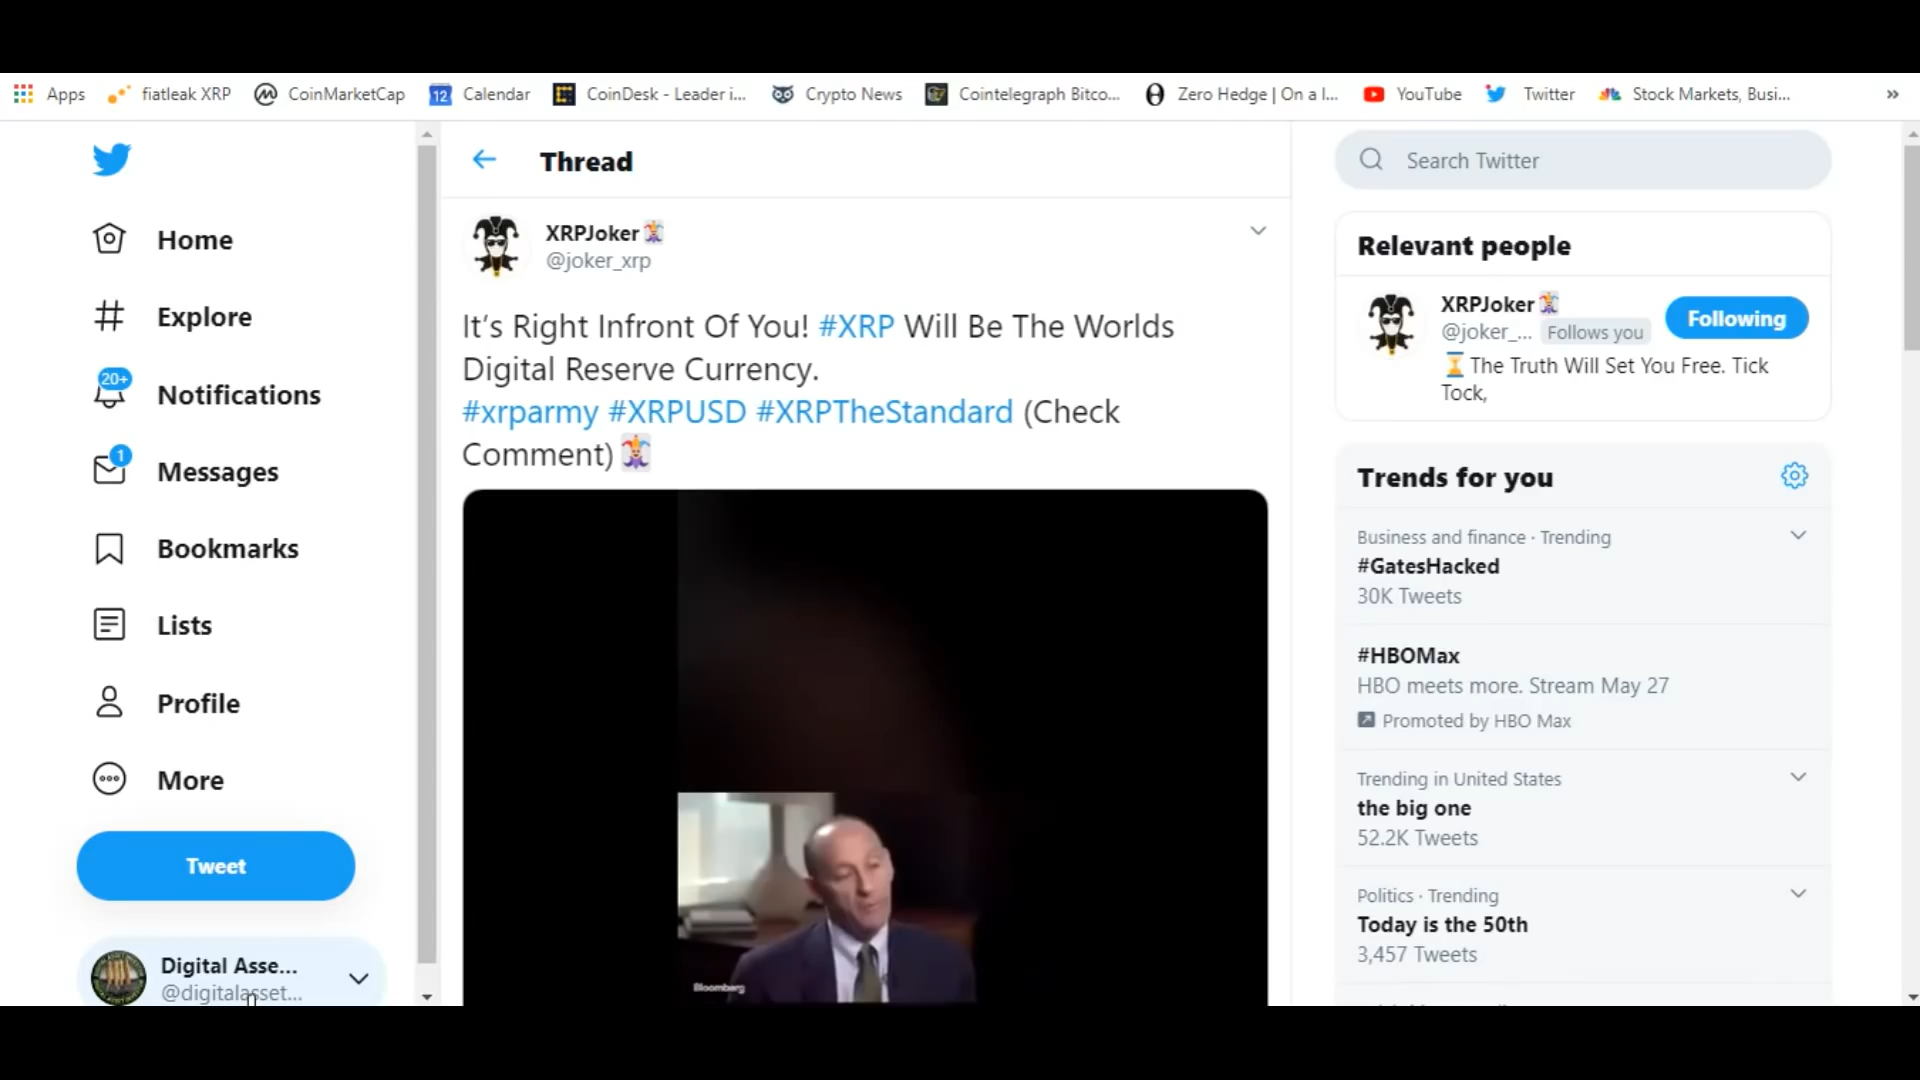 Apps fiatleak XRP CoinMarketCap Calendar CoinDesk - Leader i... Crypto News Cointelegraph Bitco... Zero Hedge | On a l... YouTube Twitter Stock Markets, Busi... »
12
Home
Explore
20+
Notifications
1
Messages
Bookmarks
Lists
Profile
More
Tweet
Digital Asse...
@digitalasset...
Thread
XRPJoker🃏
@joker_xrp
It's Right Infront Of You! #XRP Will Be The Worlds
Digital Reserve Currency.
#xrparmy #XRPUSD #XRPTheStandard (Check
Comment)🃏
Bloomberg
Search Twitter
Relevant people
XRPJoker🃏
@joker_... Follows you
Following
⏳The Truth Will Set You Free. Tick
Tock,
Trends for you
Business and finance · Trending
#GatesHacked
30K Tweets
#HBOMax
HBO meets more. Stream May 27
Promoted by HBO Max
Trending in United States
the big one
52.2K Tweets
Politics · Trending
Today is the 50th
3,457 Tweets